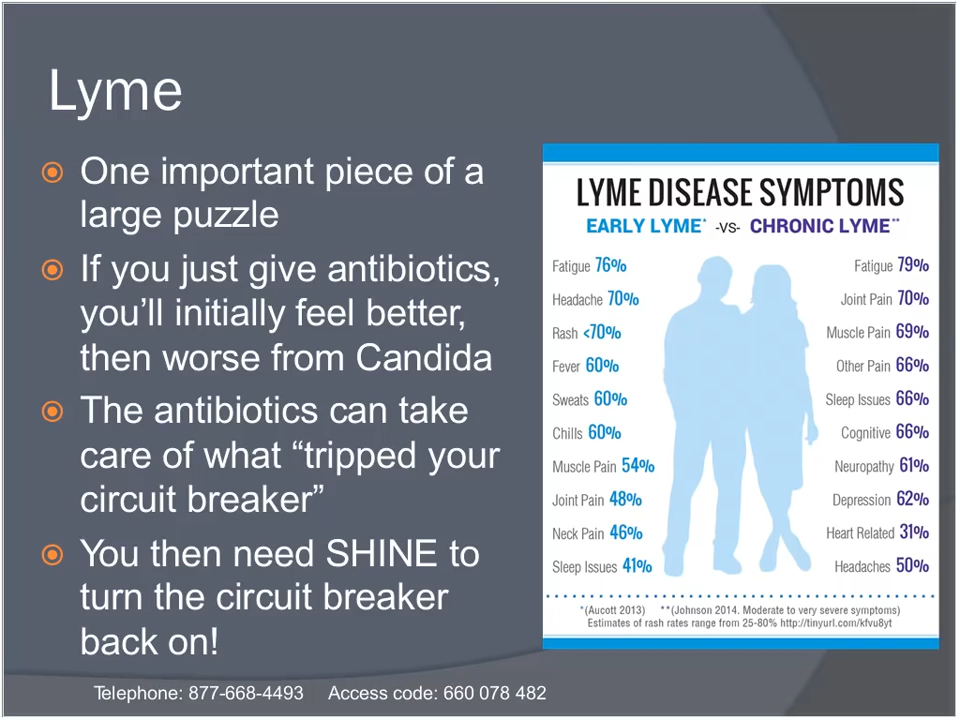 Lyme
One important piece of a
large puzzle
If you just give antibiotics,
you’ll initially feel better,
then worse from Candida
The antibiotics can take
care of what “tripped your
circuit breaker”
You then need SHINE to
turn the circuit breaker
back on!
LYME DISEASE SYMPTOMS
EARLY LYME* -VS- CHRONIC LYME**
Fatigue 76%
Headache 70%
Rash <70%
Fever 60%
Sweats 60%
Chills 60%
Muscle Pain 54%
Joint Pain 48%
Neck Pain 46%
Sleep Issues 41%
Fatigue 79%
Joint Pain 70%
Muscle Pain 69%
Other Pain 66%
Sleep Issues 66%
Cognitive 66%
Neuropathy 61%
Depression 62%
Heart Related 31%
Headaches 50%
*(Aucott 2013) **(Johnson 2014. Moderate to very severe symptoms)
Estimates of rash rates range from 25-80% http://tinyurl.com/kfvu8yt
Telephone: 877-668-4493 Access code: 660 078 482